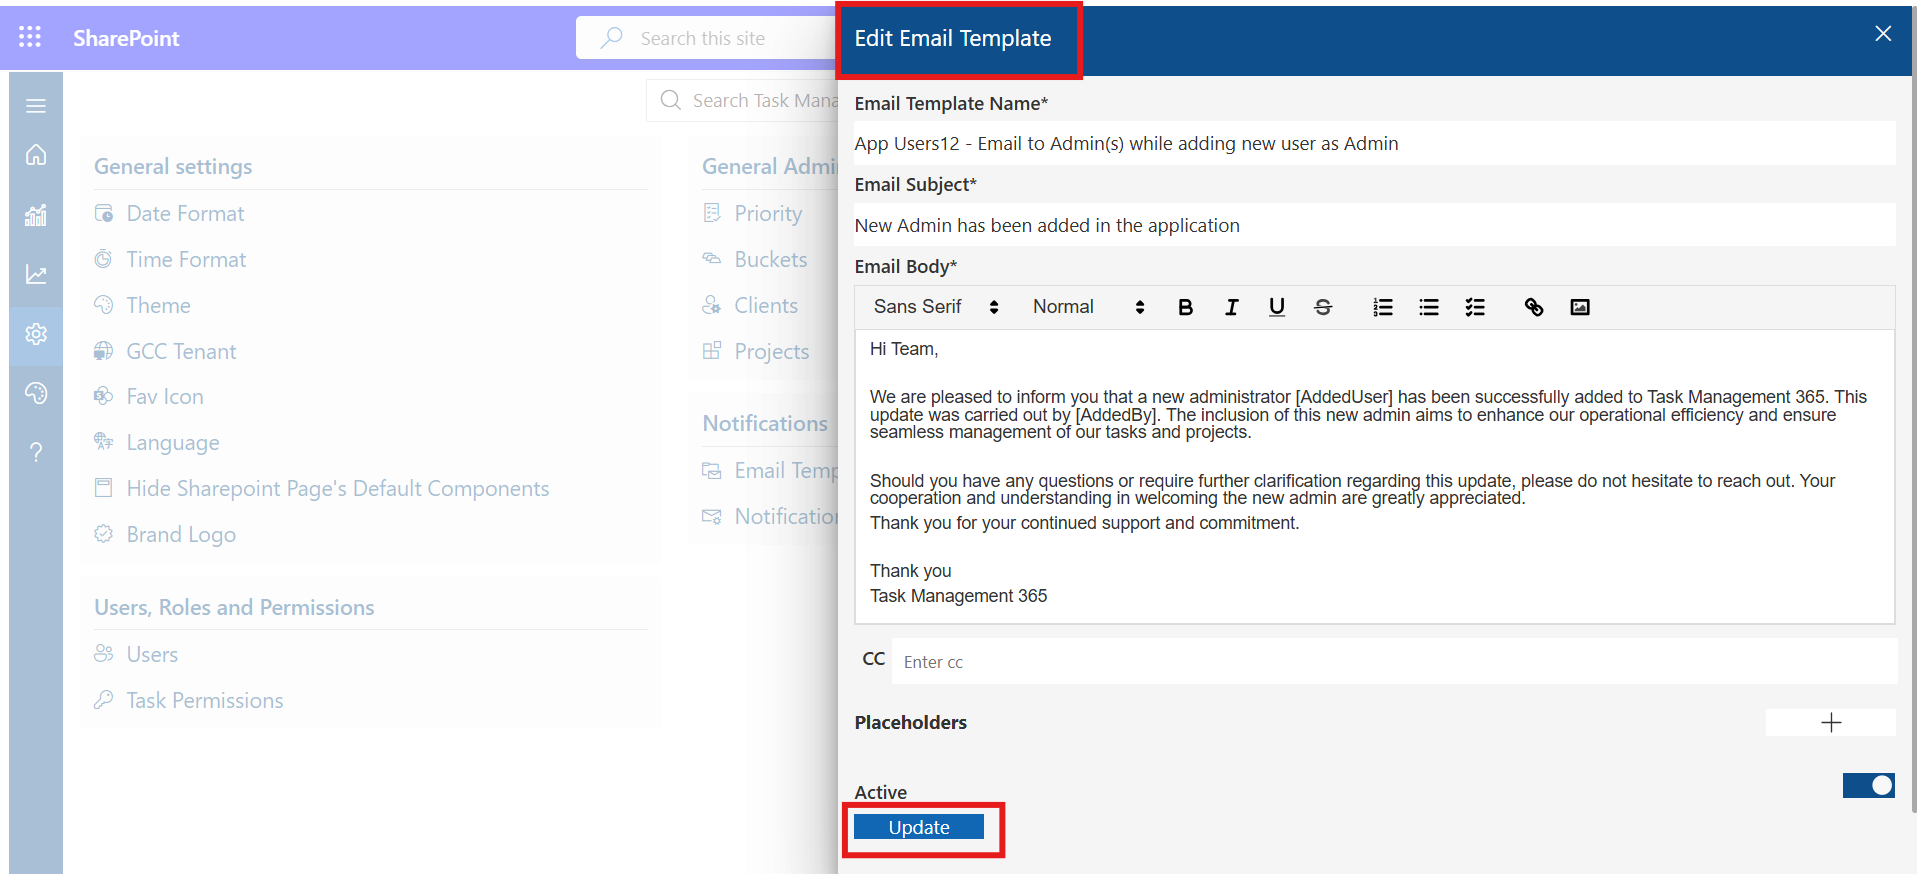 SharePoint
Search this site
Search Task Mana
General settings
Date Format
Time Format
Theme
GCC Tenant
Fav Icon
Language
Hide Sharepoint Page's Default Components
Brand Logo
Users, Roles and Permissions
Users
Task Permissions
General Admi
Priority
Buckets
Clients
Projects
Notifications
Email Temp
Notification
Edit Email Template
Email Template Name*
App Users12 - Email to Admin(s) while adding new user as Admin
Email Subject*
New Admin has been added in the application
Email Body*
Sans Serif Normal B I U S
Hi Team,
We are pleased to inform you that a new administrator [AddedUser] has been successfully added to Task Management 365. This
update was carried out by [AddedBy]. The inclusion of this new admin aims to enhance our operational efficiency and ensure
seamless management of our tasks and projects.
Should you have any questions or require further clarification regarding this update, please do not hesitate to reach out. Your
cooperation and understanding in welcoming the new admin are greatly appreciated.
Thank you for your continued support and commitment.
Thank you
Task Management 365
CC Enter cc
Placeholders
Active
Update